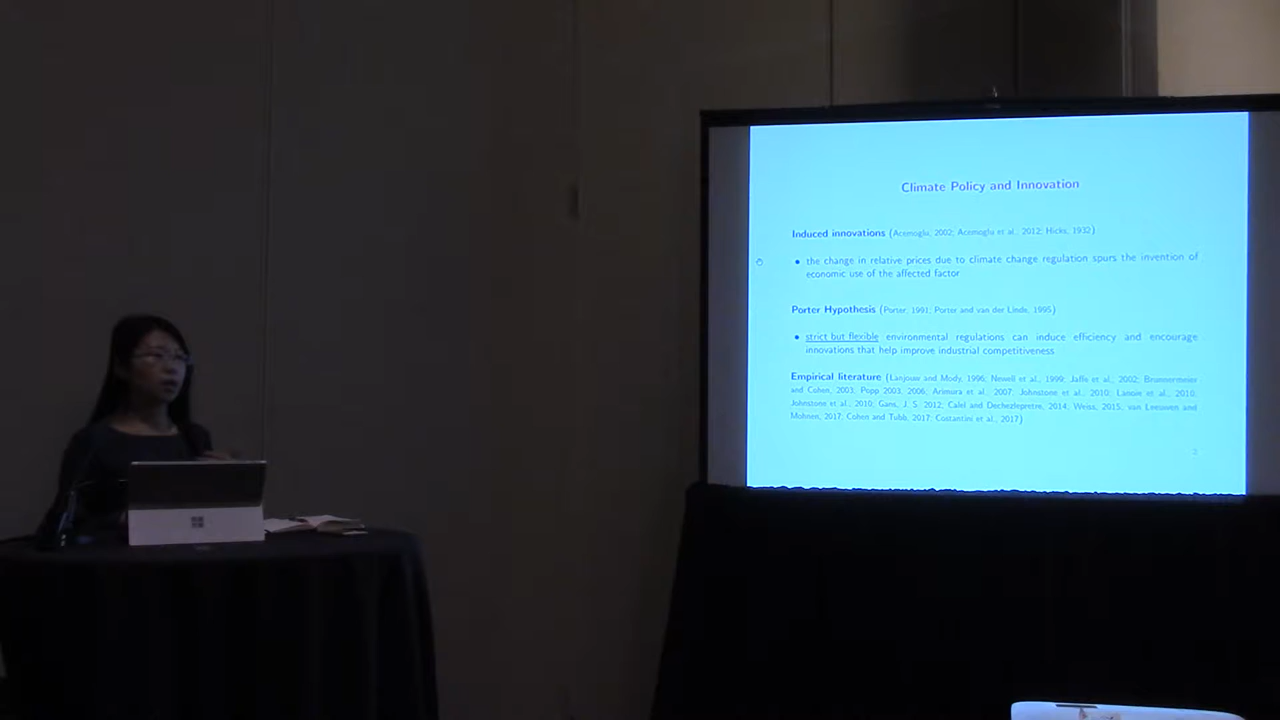 Climate Policy and Innovation
Induced innovations (Acemoglu, 2002; Acemoglu et al., 2012; Hicks, 1932)
• the change in relative prices due to climate change regulation spurs the invention of
economic use of the affected factor
Porter Hypothesis (Porter, 1991; Porter and van der Linde, 1995)
• strict but flexible environmental regulations can induce efficiency and encourage
innovations that help improve industrial competitiveness
Empirical literature (Lanjouw and Mody, 1996; Newell et al., 1999; Jaffe et al., 2002; Brunnermeier
and Cohen, 2003; Popp 2003, 2006; Arimura et al., 2007; Johnstone et al., 2010; Lanoie et al., 2010;
Johnstone et al., 2010; Gans, J. S. 2012; Calel and Dechezlepretre, 2014; Weiss, 2015; van Leeuwen and
Mohnen, 2017; Cohen and Tubb, 2017; Costantini et al., 2017)